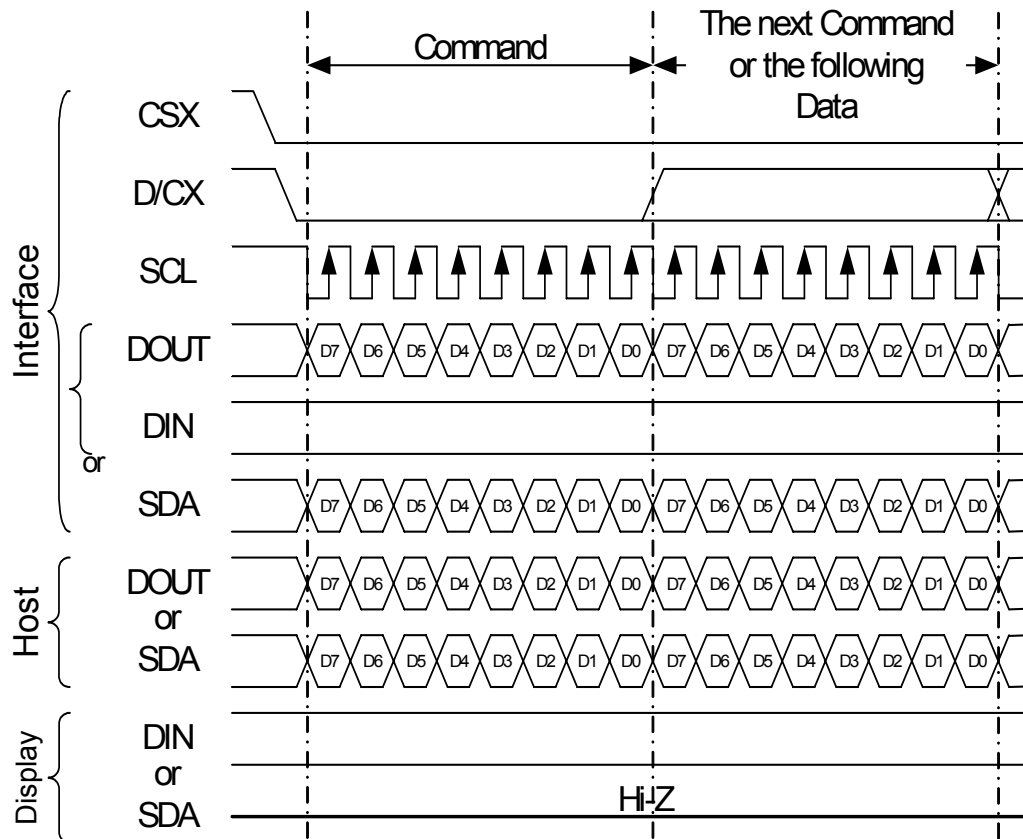 Command
The next Command
or the following
Data
Interface
CSX
D/CX
SCL
DOUT
D7 D6 D5 D4 D3 D2 D1 D0 D7 D6 D5 D4 D3 D2 D1 D0
DIN
or
SDA
D7 D6 D5 D4 D3 D2 D1 D0 D7 D6 D5 D4 D3 D2 D1 D0
Host
DOUT
D7 D6 D5 D4 D3 D2 D1 D0 D7 D6 D5 D4 D3 D2 D1 D0
or
SDA
D7 D6 D5 D4 D3 D2 D1 D0 D7 D6 D5 D4 D3 D2 D1 D0
Display
DIN
or
SDA
Hi-Z